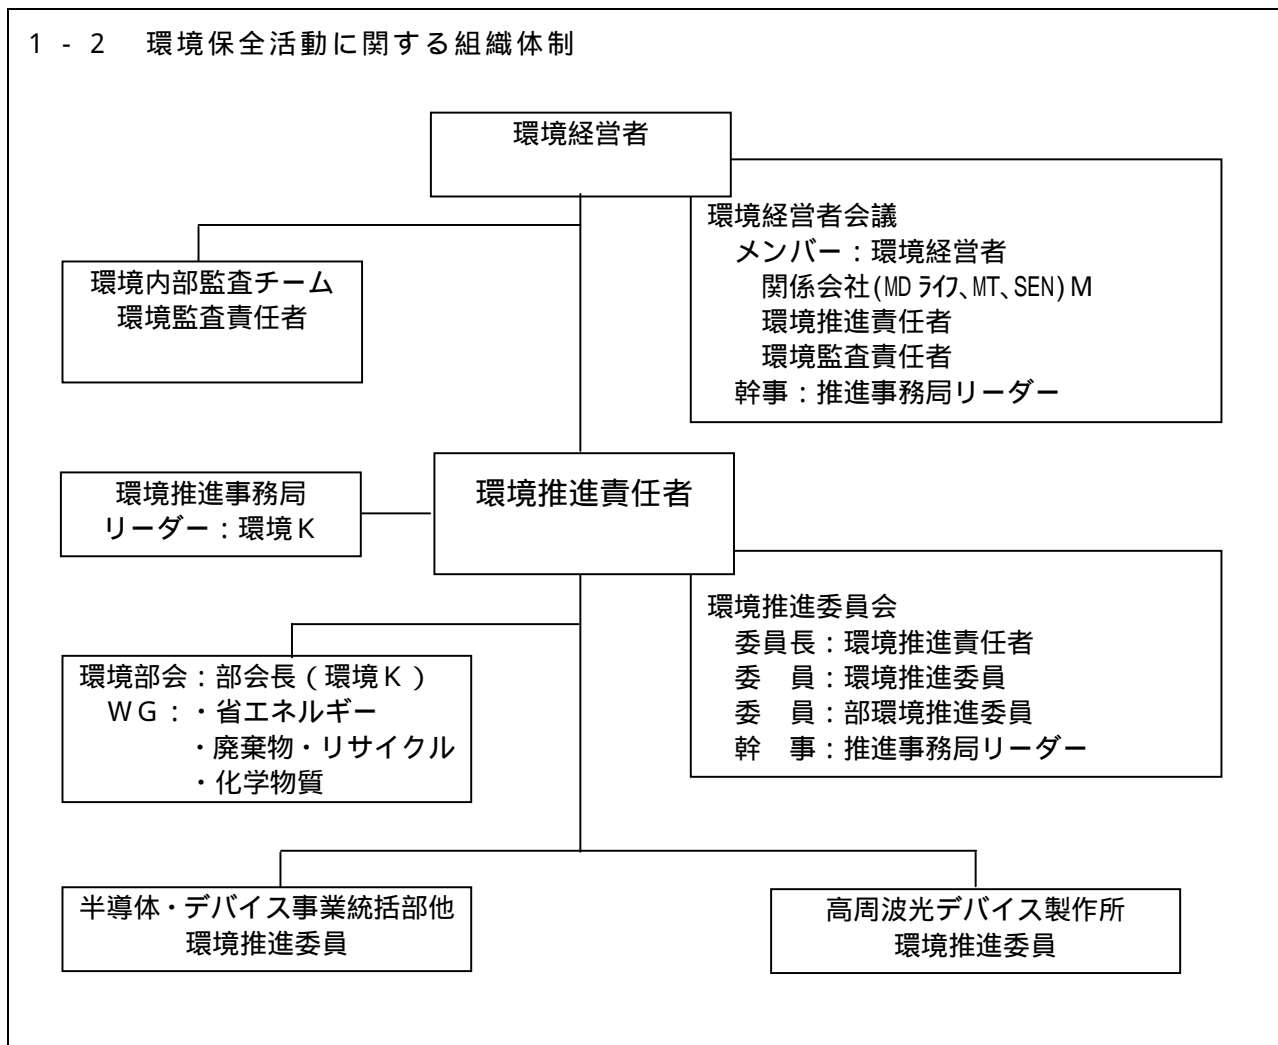 1 - 2 環境保全活動に関する組織体制
環境経営者
環境経営者会議
メンバー：環境経営者
関係会社(MDライフ、MT、SEN)M
環境推進責任者
環境監査責任者
幹事：推進事務局リーダー
環境内部監査チーム
環境監査責任者
環境推進事務局
リーダー：環境K
環境推進責任者
環境推進委員会
委員長：環境推進責任者
委　員：環境推進委員
委　員：部環境推進委員
幹　事：推進事務局リーダー
環境部会：部会長（環境K）
WG：・省エネルギー
・廃棄物・リサイクル
・化学物質
半導体・デバイス事業統括部他
環境推進委員
高周波光デバイス製作所
環境推進委員